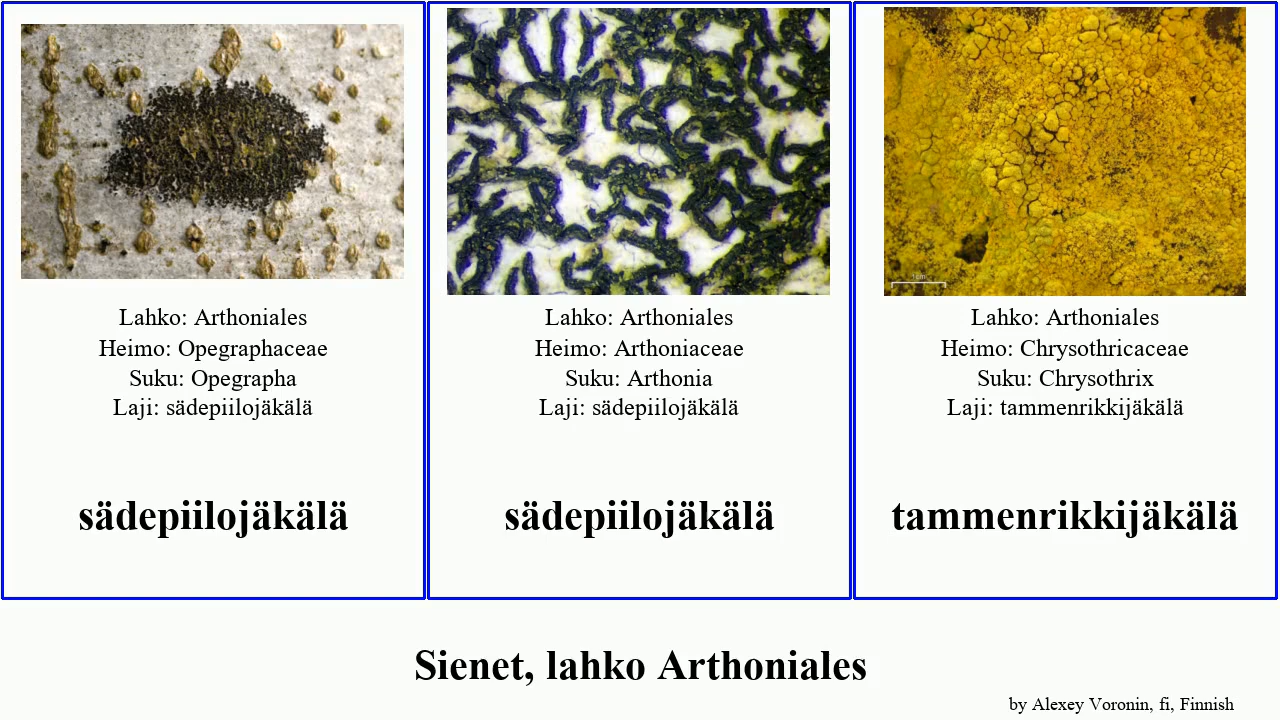 Lahko: Arthoniales
Heimo: Opegraphaceae
Suku: Opegrapha
Laji: sädepiilojäkälä
sädepiilojäkälä
Lahko: Arthoniales
Heimo: Arthoniaceae
Suku: Arthonia
Laji: sädepiilojäkälä
sädepiilojäkälä
1cm
Lahko: Arthoniales
Heimo: Chrysothricaceae
Suku: Chrysothrix
Laji: tammenrikkijäkälä
tammenrikkijäkälä
Sienet, lahko Arthoniales
by Alexey Voronin, fi, Finnish